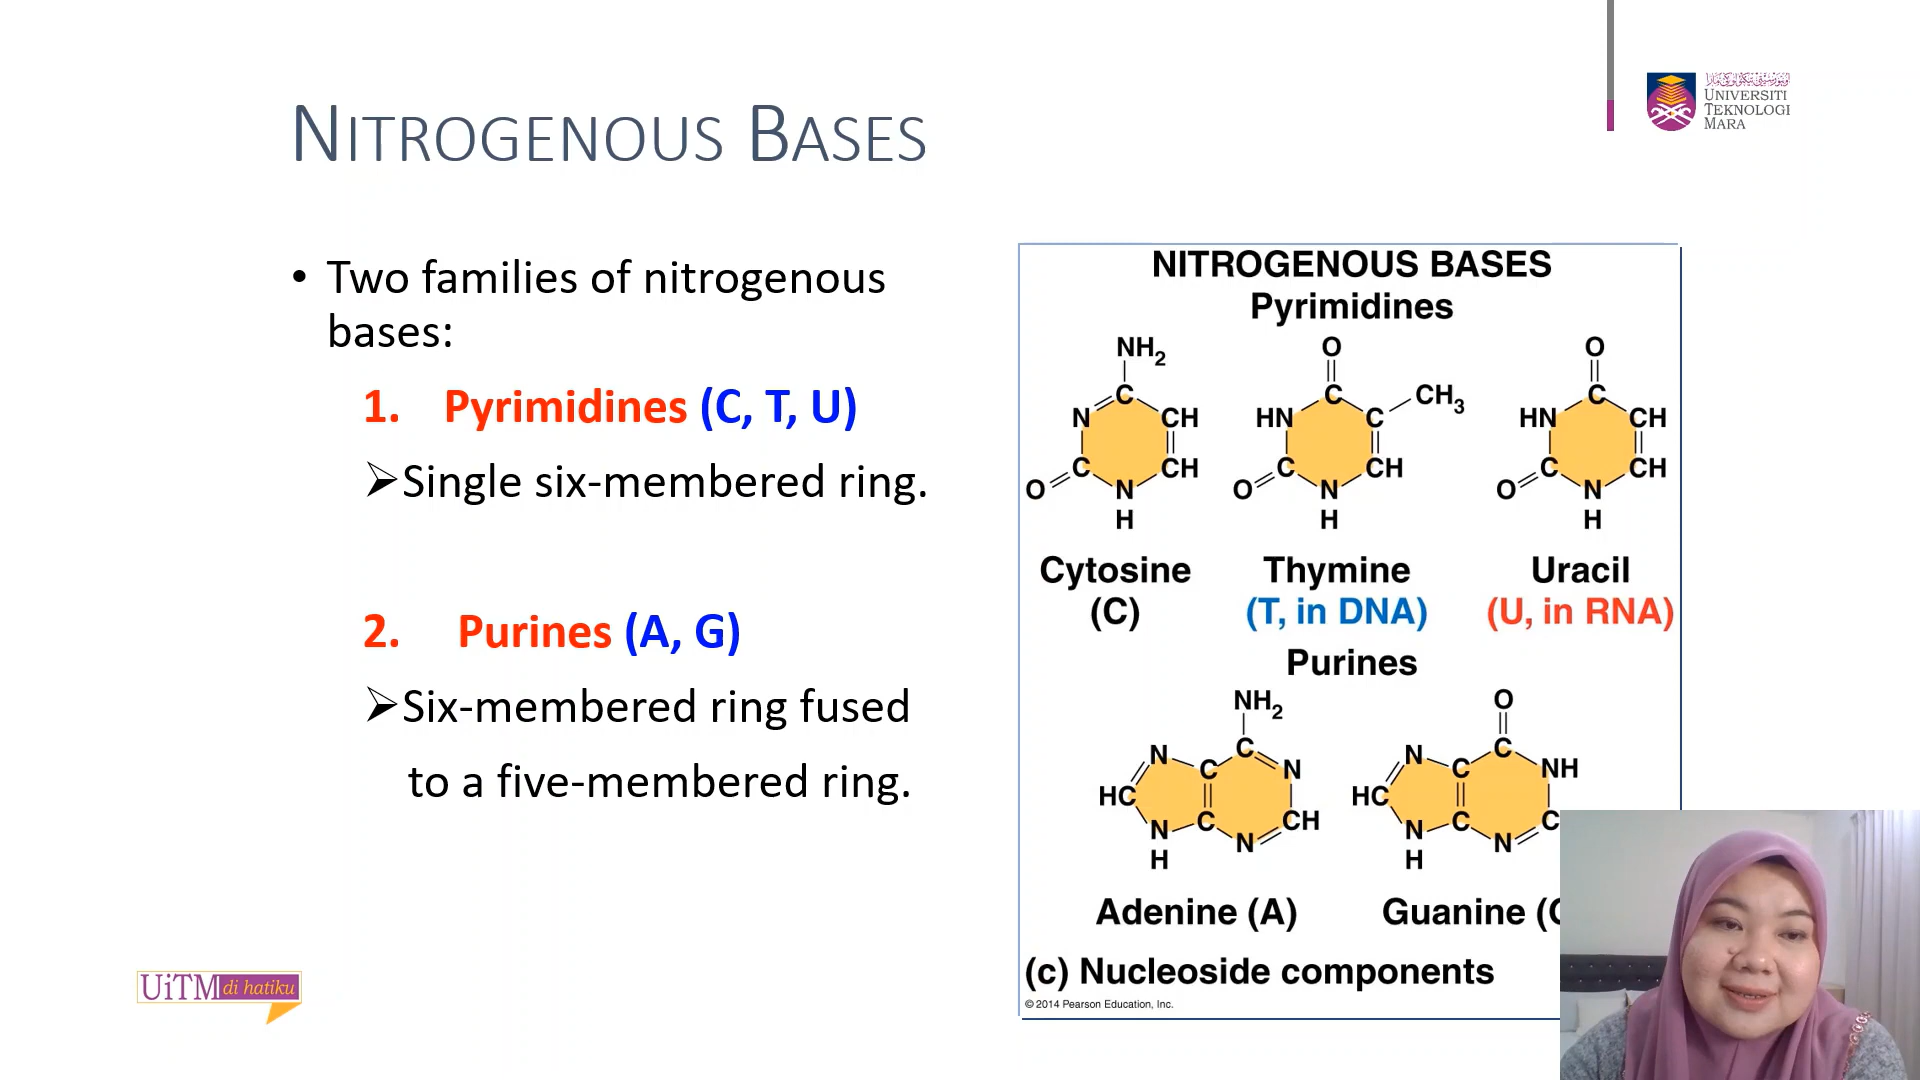 NITROGENOUS BASES
UNIVERSITI
TEKNOLOGI
MARA
• Two families of nitrogenous
bases:
1. Pyrimidines (C, T, U)
➢Single six-membered ring.
2. Purines (A, G)
➢Six-membered ring fused
to a five-membered ring.
NITROGENOUS BASES
Pyrimidines
NH2
C
N
CH
C
CH
O
N
H
O
C
CH3
HN
C
C
CH
O
N
H
O
C
HN
CH
C
CH
O
N
H
Cytosine
(C)
Thymine
(T, in DNA)
Uracil
(U, in RNA)
Purines
NH2
N
C
C
N
HC
N
C
CH
N
H
O
N
C
C
NH
HC
N
C
C
N
H
Adenine (A)
Guanine (
(c) Nucleoside components
© 2014 Pearson Education, Inc.
UiTM di hatiku